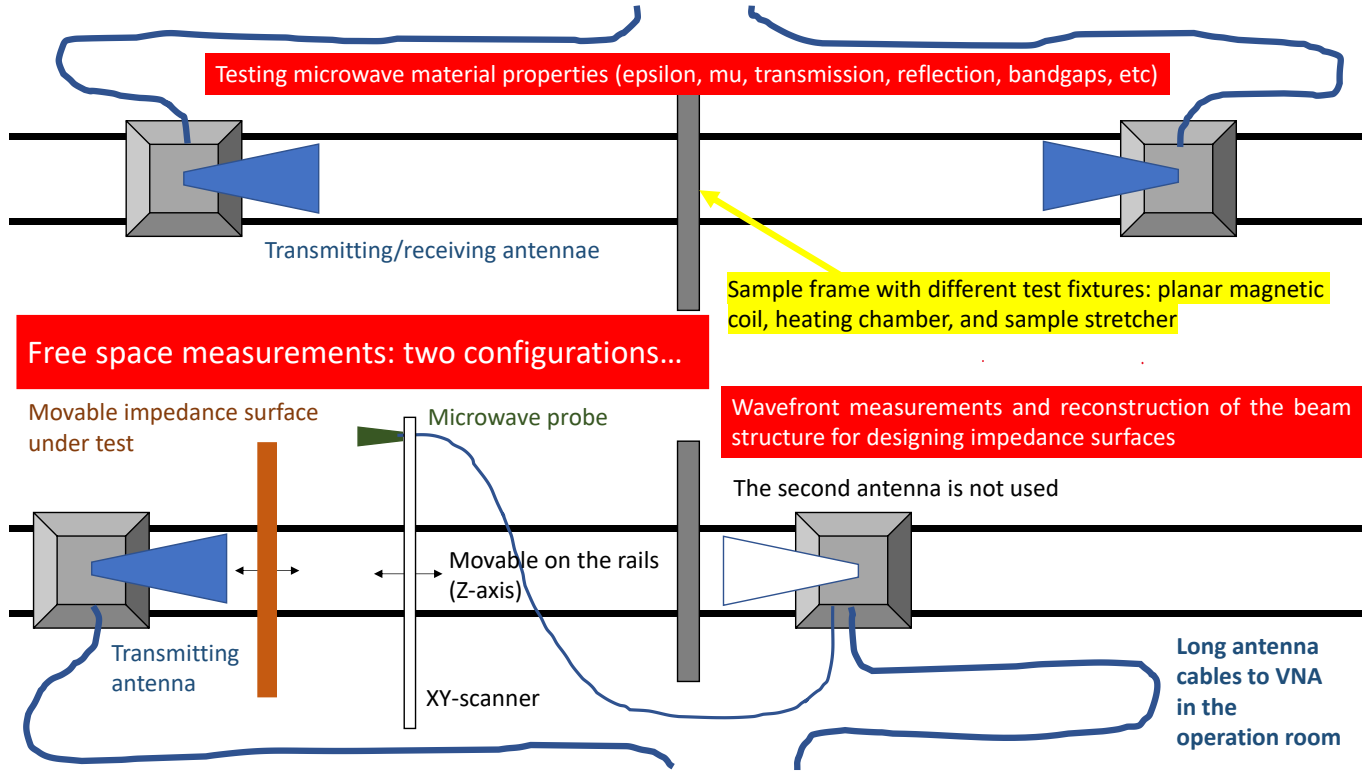 Testing microwave material properties (epsilon, mu, transmission, reflection, bandgaps, etc)
Transmitting/receiving antennae
Sample frame with different test fixtures: planar magnetic
coil, heating chamber, and sample stretcher
Free space measurements: two configurations...
Movable impedance surface
under test
Microwave probe
Wavefront measurements and reconstruction of the beam
structure for designing impedance surfaces
The second antenna is not used
Movable on the rails
(Z-axis)
Transmitting
antenna
XY-scanner
Long antenna
cables to VNA
in the
operation room